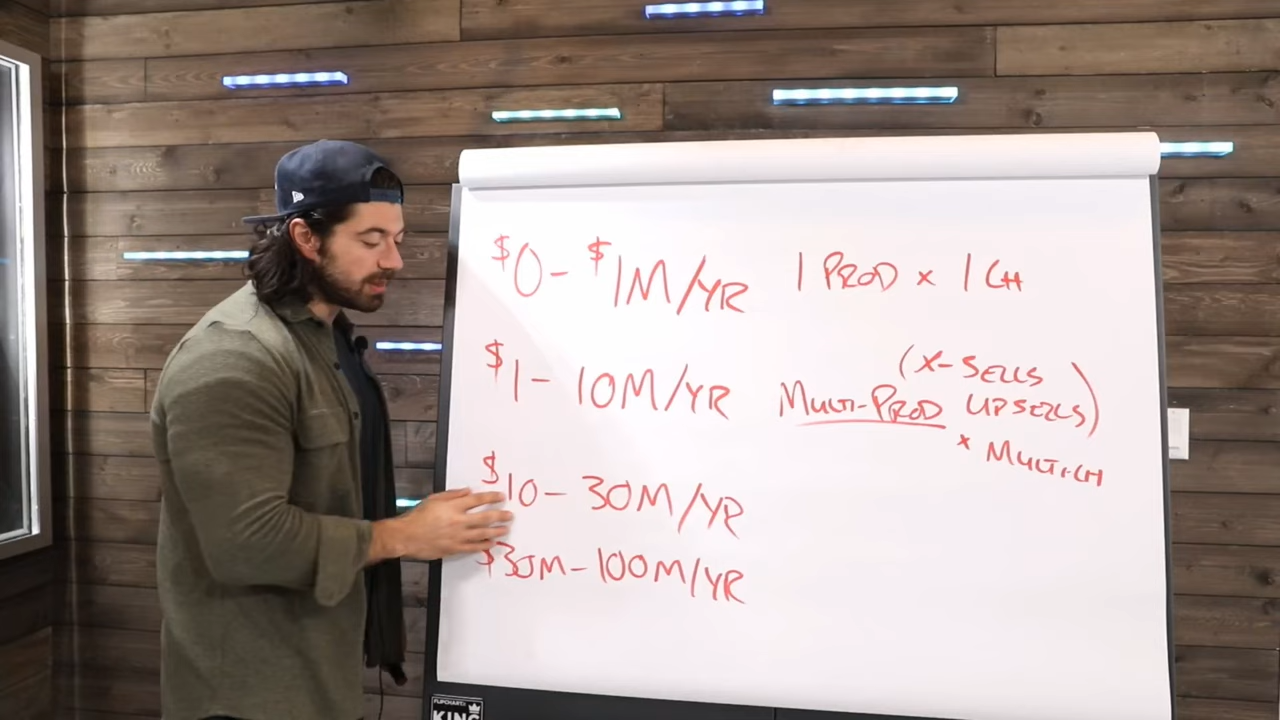 $0 - $1M/YR 1 PROD x 1 CH
(X-SELLS
$1 - 10M/YR MULTI-PROD UPSELLS)
x MULTI-CH
$10 - 30M/YR
$30M - 100M/YR
FLIPCHARTS
KING